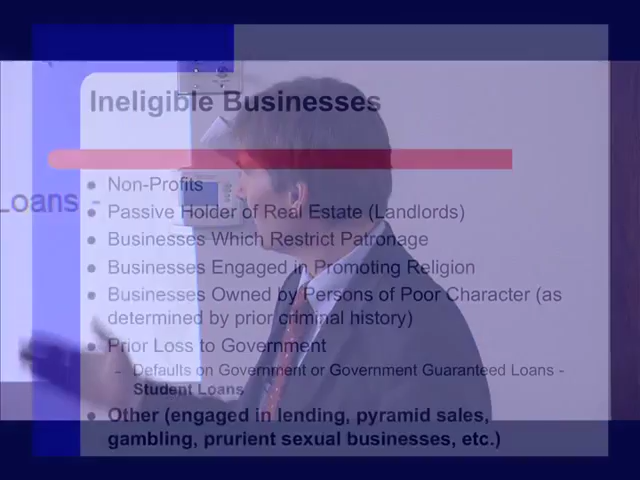 Ineligible Businesses
● Non-Profits
Loans -
● Passive Holder of Real Estate (Landlords)
● Businesses Which Restrict Patronage
● Businesses Engaged in Promoting Religion
● Businesses Owned by Persons of Poor Character (as
determined by prior criminal history)
● Prior Loss to Government
– Defaults on Government or Government Guaranteed Loans -
Student Loans
● Other (engaged in lending, pyramid sales,
gambling, prurient sexual businesses, etc.)